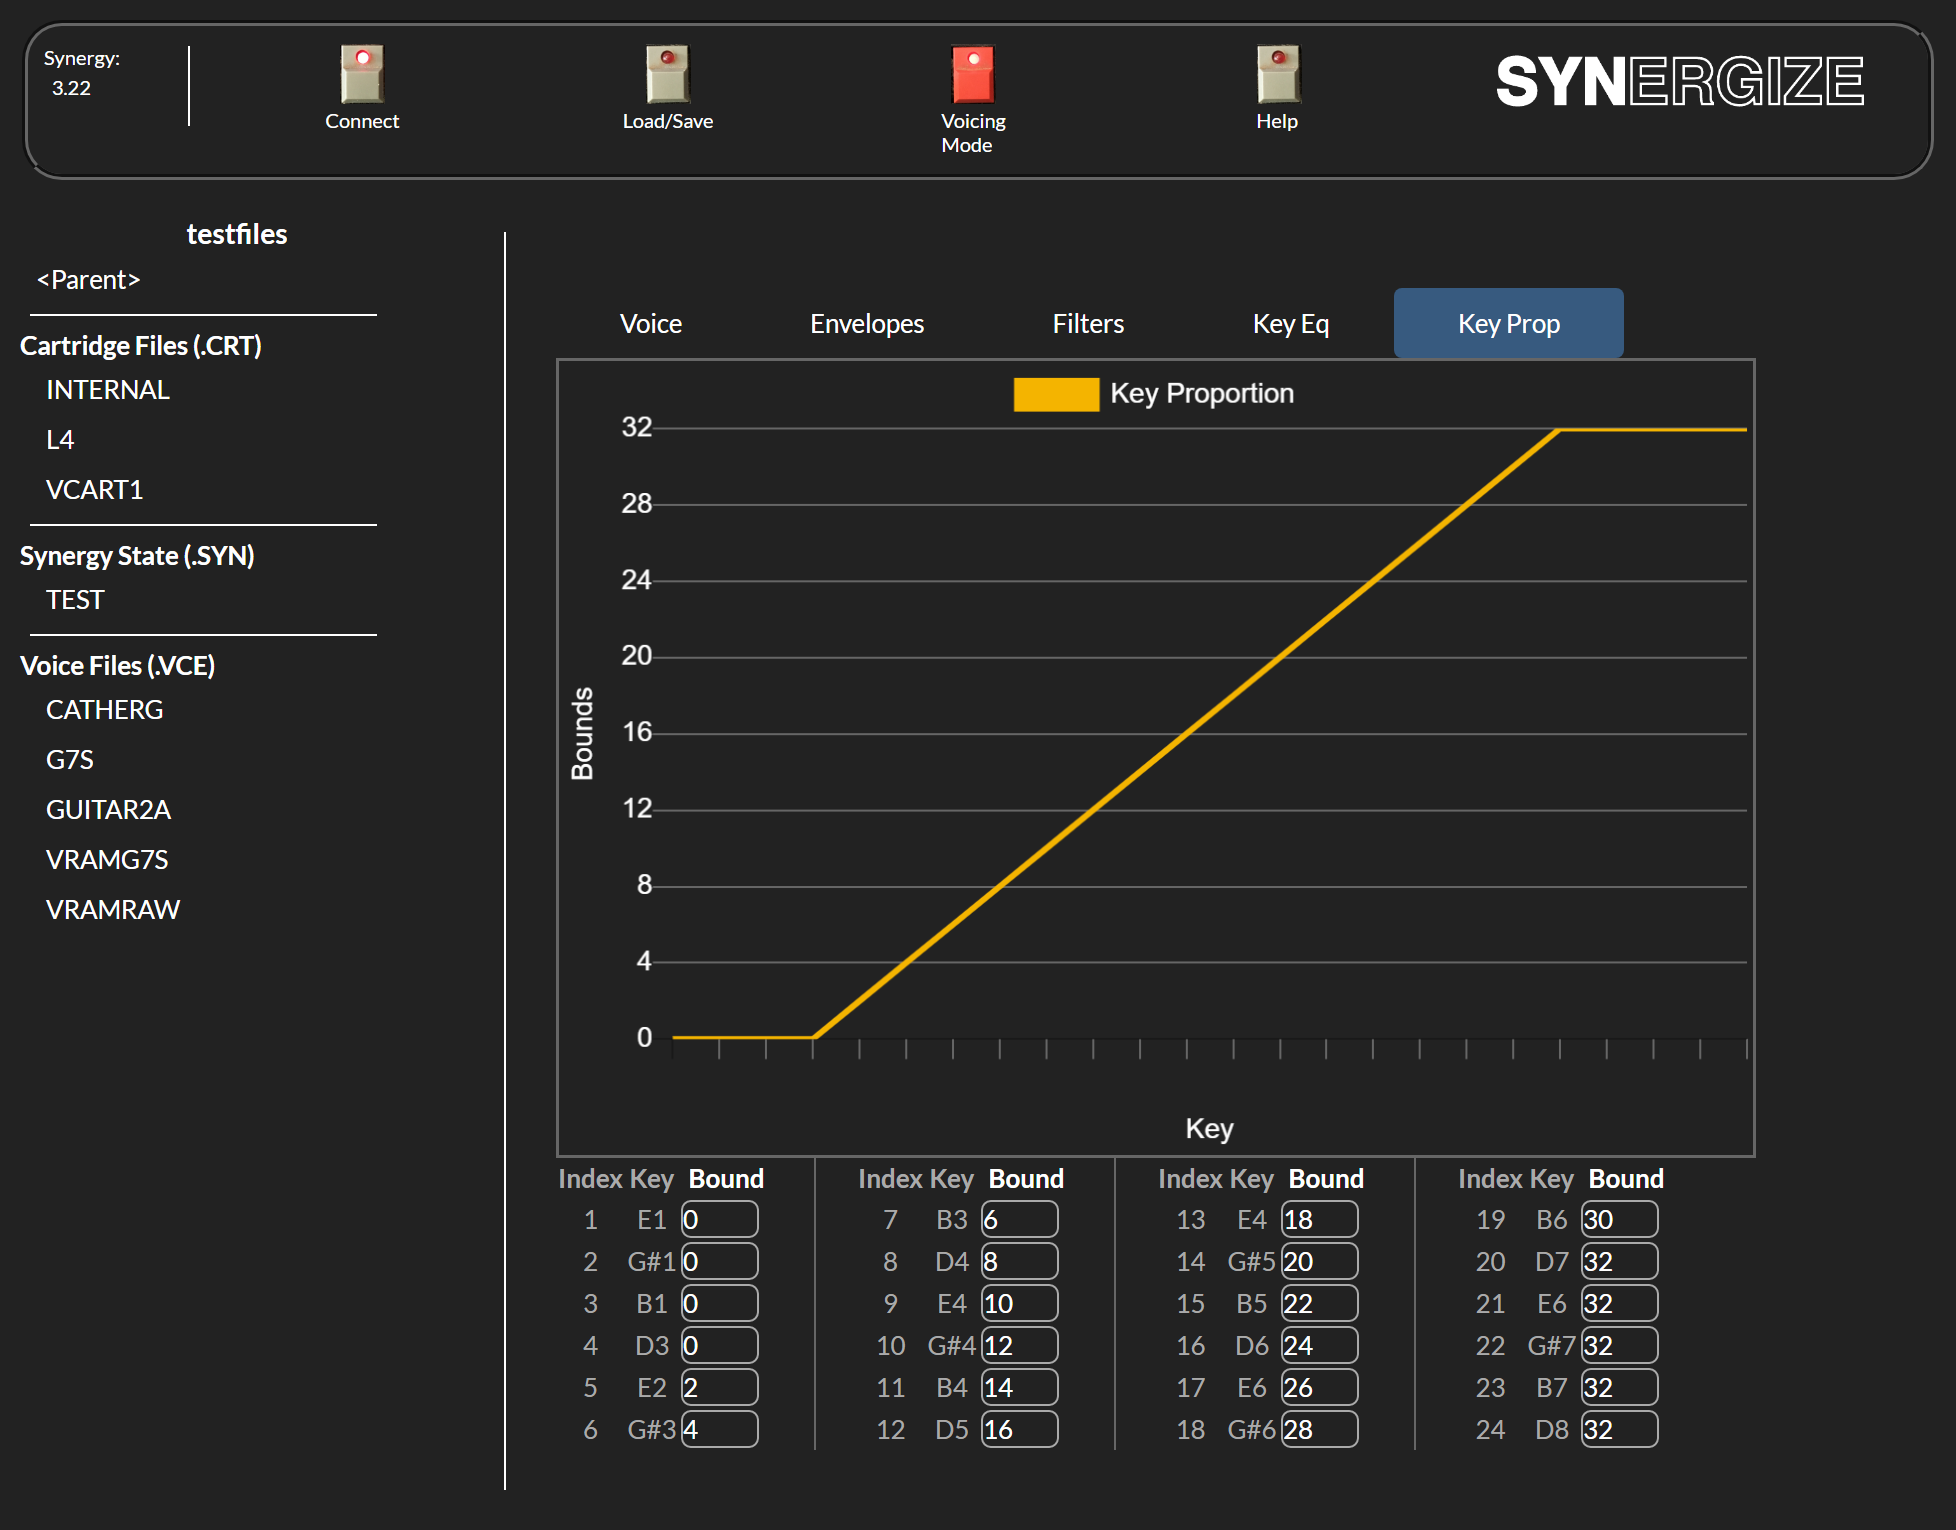 Synergy:
3.22
Connect
Load/Save
Voicing
Mode
Help
SYNERGIZE
testfiles
<Parent>
Cartridge Files (.CRT)
INTERNAL
L4
VCART1
Synergy State (.SYN)
TEST
Voice Files (.VCE)
CATHERG
G7S
GUITAR2A
VRAMG7S
VRAMRAW
Voice Envelopes Filters Key Eq Key Prop
Key Proportion
32
28
24
20
16
12
8
4
0
Bounds
Key
Index Key Bound Index Key Bound Index Key Bound Index Key Bound
1 E1 0 7 B3 6 13 E4 18 19 B6 30
2 G#1 0 8 D4 8 14 G#5 20 20 D7 32
3 B1 0 9 E4 10 15 B5 22 21 E6 32
4 D3 0 10 G#4 12 16 D6 24 22 G#7 32
5 E2 2 11 B4 14 17 E6 26 23 B7 32
6 G#3 4 12 D5 16 18 G#6 28 24 D8 32